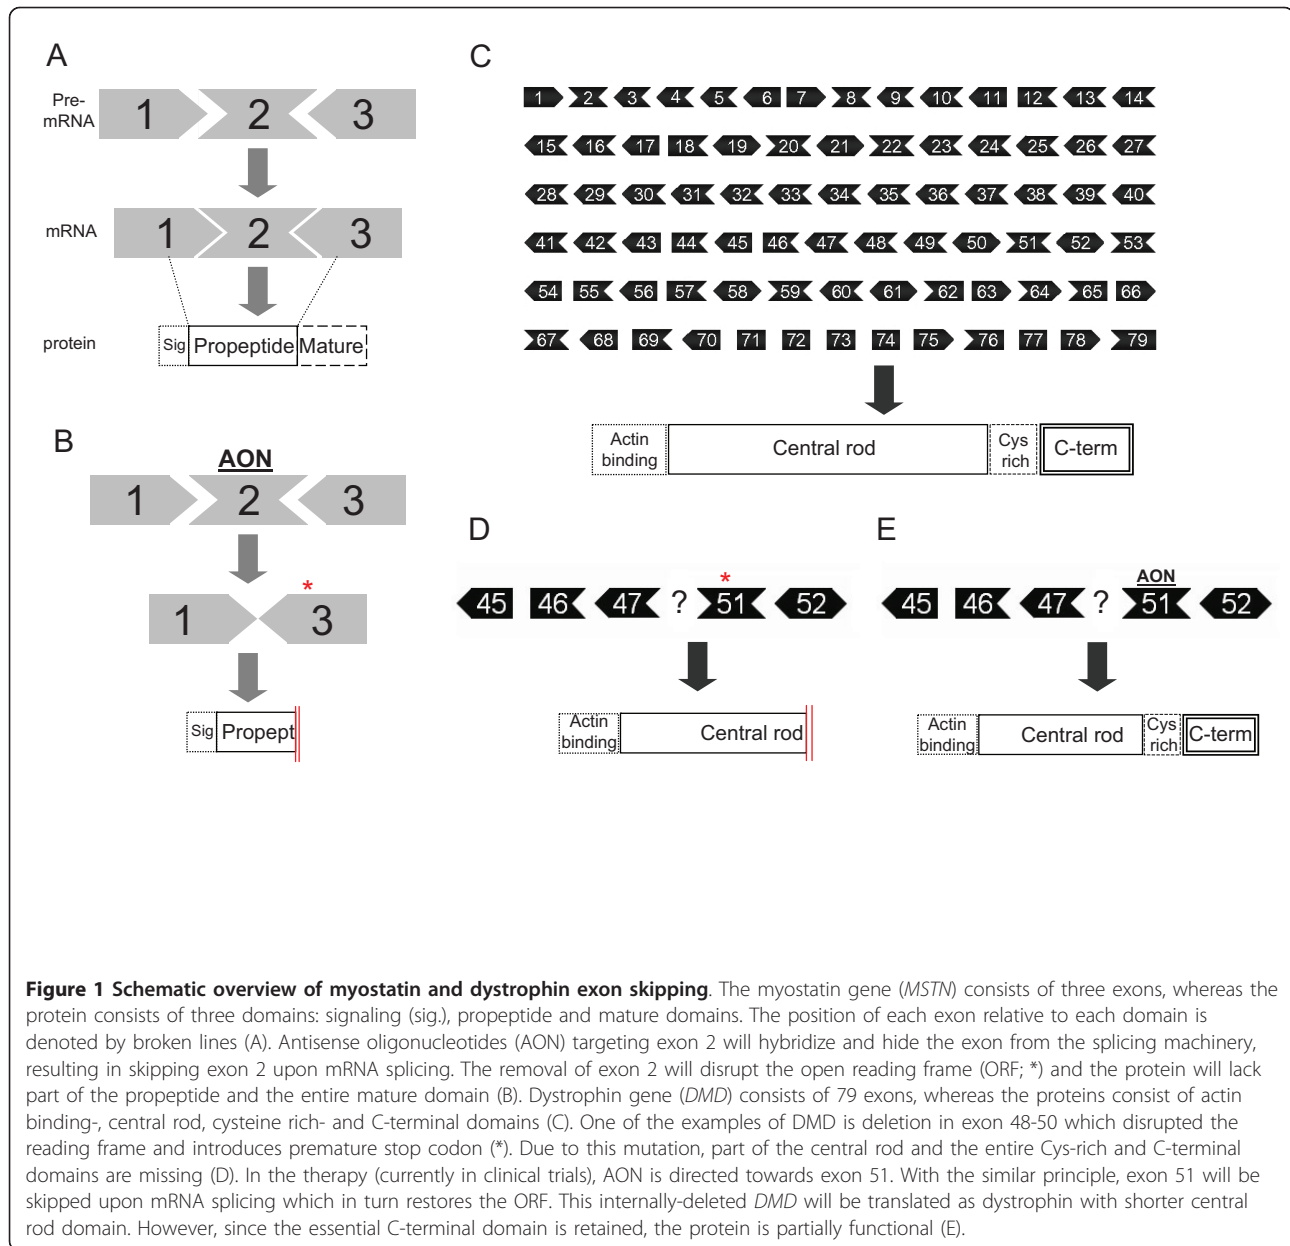 A
Pre-
mRNA
1 2 3
mRNA
1 2 3
protein
Sig Propeptide Mature
B
AON
1 2 3
*
1 3
Sig Propept
C
1 2 3 4 5 6 7 8 9 10 11 12 13 14
15 16 17 18 19 20 21 22 23 24 25 26 27
28 29 30 31 32 33 34 35 36 37 38 39 40
41 42 43 44 45 46 47 48 49 50 51 52 53
54 55 56 57 58 59 60 61 62 63 64 65 66
67 68 69 70 71 72 73 74 75 76 77 78 79
Actin
binding
Central rod
Cys
rich
C-term
D
*
45 46 47 ? 51 52
Actin
binding
Central rod
E
AON
45 46 47 ? 51 52
Actin
binding
Central rod
Cys
rich
C-term
Figure 1 Schematic overview of myostatin and dystrophin exon skipping. The myostatin gene (MSTN) consists of three exons, whereas the
protein consists of three domains: signaling (sig.), propeptide and mature domains. The position of each exon relative to each domain is
denoted by broken lines (A). Antisense oligonucleotides (AON) targeting exon 2 will hybridize and hide the exon from the splicing machinery,
resulting in skipping exon 2 upon mRNA splicing. The removal of exon 2 will disrupt the open reading frame (ORF; *) and the protein will lack
part of the propeptide and the entire mature domain (B). Dystrophin gene (DMD) consists of 79 exons, whereas the proteins consist of actin
binding-, central rod, cysteine rich- and C-terminal domains (C). One of the examples of DMD is deletion in exon 48-50 which disrupted the
reading frame and introduces premature stop codon (*). Due to this mutation, part of the central rod and the entire Cys-rich and C-terminal
domains are missing (D). In the therapy (currently in clinical trials), AON is directed towards exon 51. With the similar principle, exon 51 will be
skipped upon mRNA splicing which in turn restores the ORF. This internally-deleted DMD will be translated as dystrophin with shorter central
rod domain. However, since the essential C-terminal domain is retained, the protein is partially functional (E).